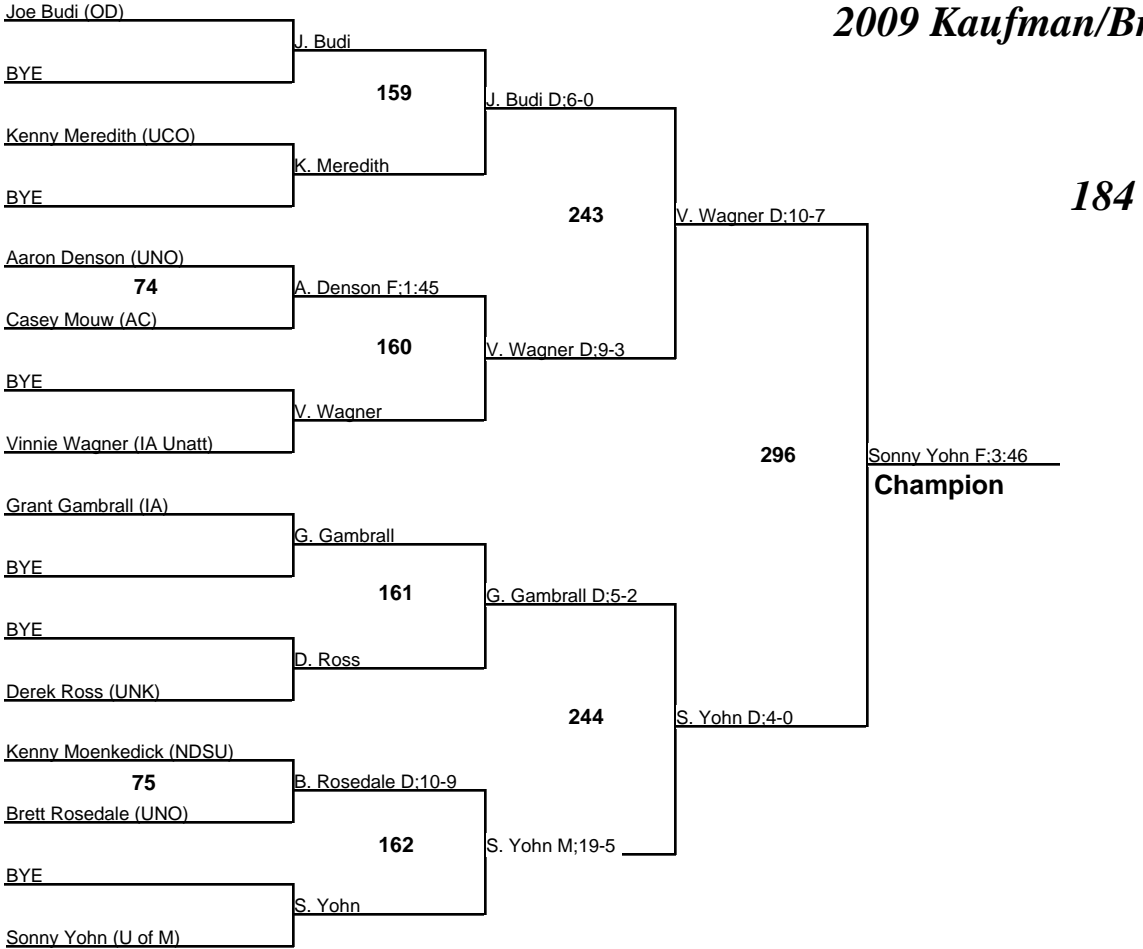 2009 Kaufman/Br
184
Joe Budi (OD)
BYE
Kenny Meredith (UCO)
BYE
Aaron Denson (UNO)
74
Casey Mouw (AC)
BYE
Vinnie Wagner (IA Unatt)
Grant Gambrall (IA)
BYE
BYE
Derek Ross (UNK)
Kenny Moenkedick (NDSU)
75
Brett Rosedale (UNO)
BYE
Sonny Yohn (U of M)
J. Budi
159
K. Meredith
A. Denson F;1:45
160
V. Wagner
G. Gambrall
161
D. Ross
B. Rosedale D;10-9
162
S. Yohn
J. Budi D;6-0
243
V. Wagner D;9-3
G. Gambrall D;5-2
244
S. Yohn M;19-5
V. Wagner D;10-7
296
S. Yohn D;4-0
Sonny Yohn F;3:46
Champion